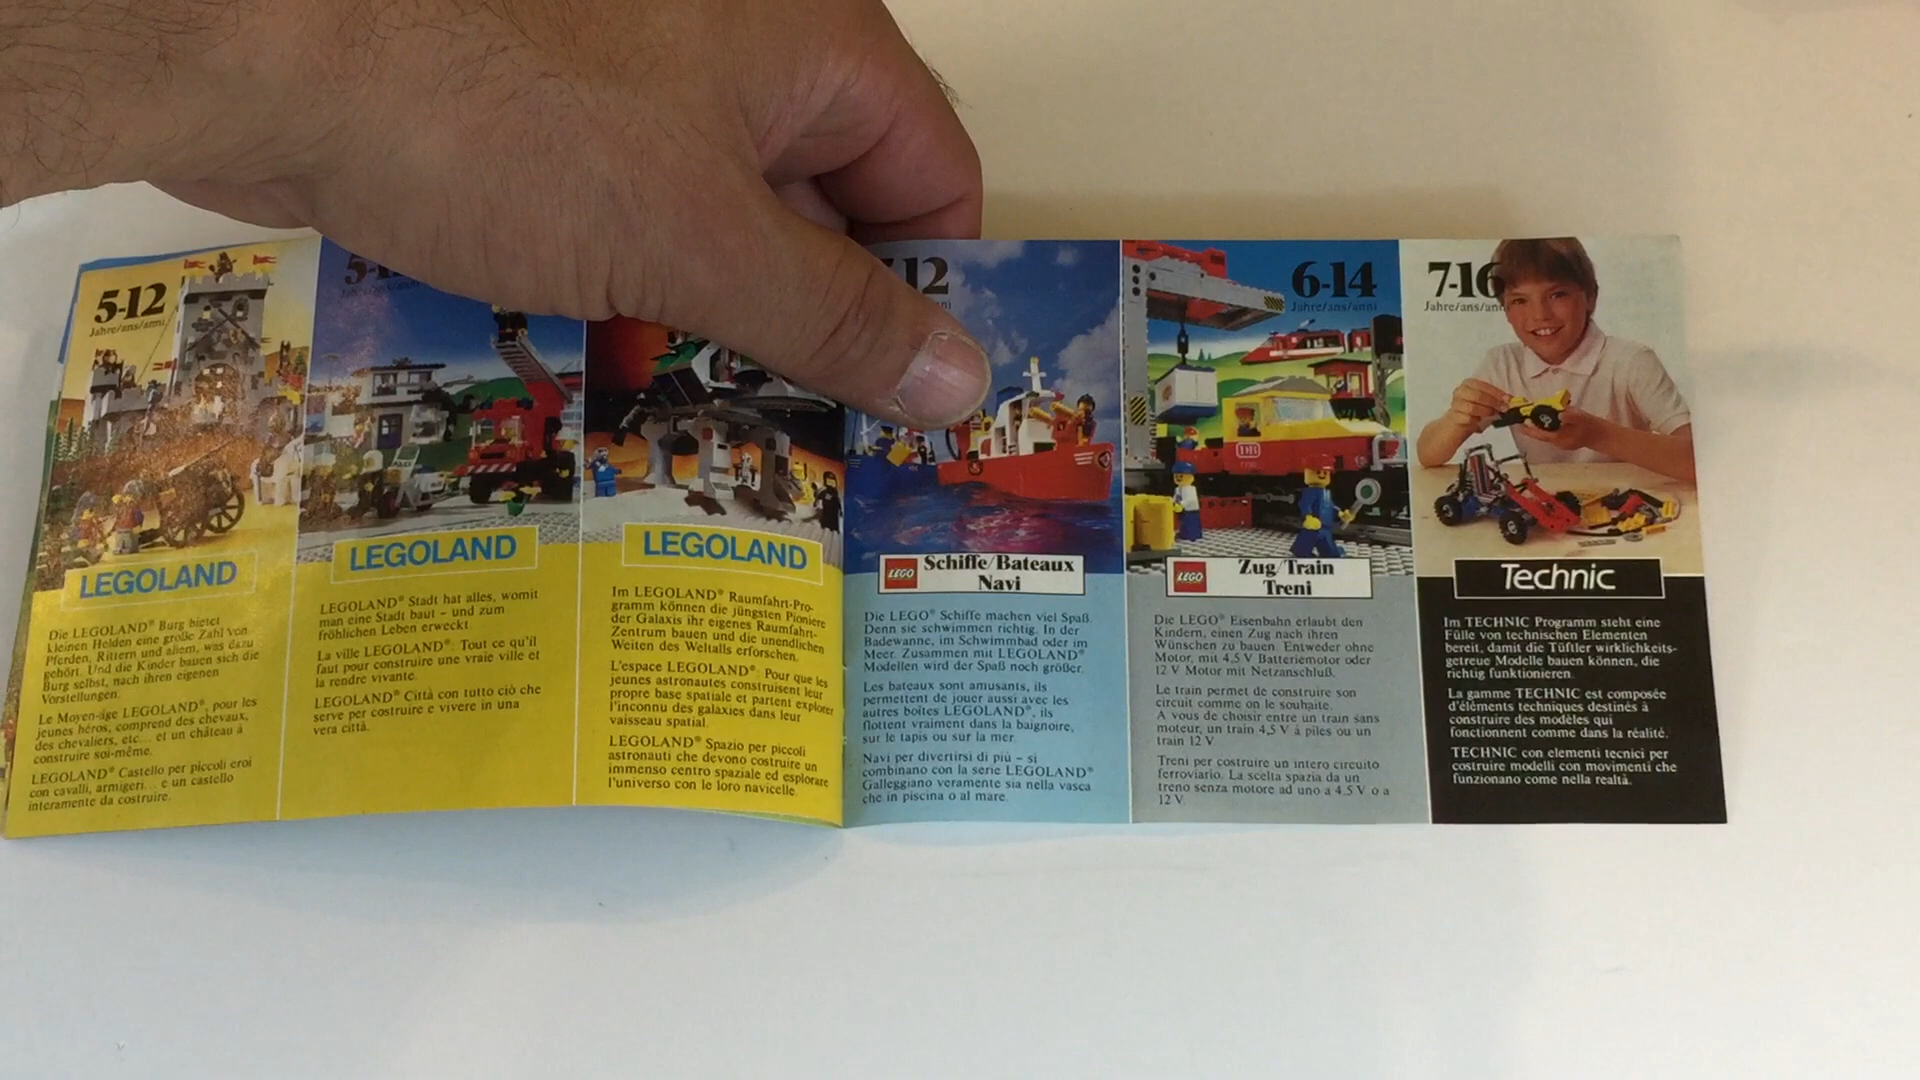 5-12
Jahre/ans/anni
LEGOLAND
Die LEGOLAND® Burg bietet
kleinen Helden eine große Zahl von
Pferden, Rittern und allem, was dazu
gehört. Und die Kinder bauen sich die
Burg selbst, nach ihren eigenen
Vorstellungen.
Le Moyen-âge LEGOLAND®, pour les
jeunes héros, comprend des chevaux,
des chevaliers, etc... et un château à
construire soi-même.
LEGOLAND® Castello per piccoli eroi
con cavalli, armigeri... e un castello
interamente da costruire.
LEGOLAND
LEGOLAND® Stadt hat alles, womit
man eine Stadt baut – und zum
fröhlichen Leben erweckt.
La ville LEGOLAND®: Tout ce qu'il
faut pour construire une vraie ville et
la rendre vivante.
LEGOLAND® Città con tutto ciò che
serve per costruire e vivere in una
vera città.
LEGOLAND
Im LEGOLAND® Raumfahrt-Pro-
gramm können die jüngsten Pioniere
der Galaxis ihr eigenes Raumfahrt-
Zentrum bauen und die unendlichen
Weiten des Weltalls erforschen.
L'espace LEGOLAND®: Pour que les
jeunes astronautes construisent leur
propre base spatiale et partent explorer
l'inconnu des galaxies dans leur
vaisseau spatial.
LEGOLAND® Spazio per piccoli
astronauti che devono costruire un
immenso centro spaziale ed esplorare
l'universo con le loro navicelle.
12
LEGO
Schiffe/Bateaux
Navi
Die LEGO® Schiffe machen viel Spaß.
Denn sie schwimmen richtig. In der
Badewanne, im Schwimmbad oder im
Meer. Zusammen mit LEGOLAND®
Modellen wird der Spaß noch größer.
Les bateaux sont amusants, ils
permettent de jouer aussi avec les
autres boîtes LEGOLAND®, ils
flottent vraiment dans la baignoire,
sur le tapis ou sur la mer.
Navi per divertirsi di più – si
combinano con la serie LEGOLAND®
Galleggiano veramente sia nella vasca
che in piscina o al mare.
6-14
Jahre/ans/anni
DB
LEGO
Zug/Train
Treni
Die LEGO® Eisenbahn erlaubt den
Kindern, einen Zug nach ihren
Wünschen zu bauen. Entweder ohne
Motor, mit 4,5 V Batteriemotor oder
12 V Motor mit Netzanschluß.
Le train permet de construire son
circuit comme on le souhaite.
A vous de choisir entre un train sans
moteur, un train 4,5 V à piles ou un
train 12 V.
Treni per costruire un intero circuito
ferroviario. La scelta spazia da un
treno senza motore ad uno a 4.5 V o a
12 V.
7-16
Jahre/ans/anni
Technic
Im TECHNIC Programm steht eine
Fülle von technischen Elementen
bereit, damit die Tüftler wirklichkeits-
getreue Modelle bauen können, die
richtig funktionieren.
La gamme TECHNIC est composée
d'éléments techniques destinés à
construire des modèles qui
fonctionnent comme dans la réalité.
TECHNIC con elementi tecnici per
costruire modelli con movimenti che
funzionano come nella realtà.